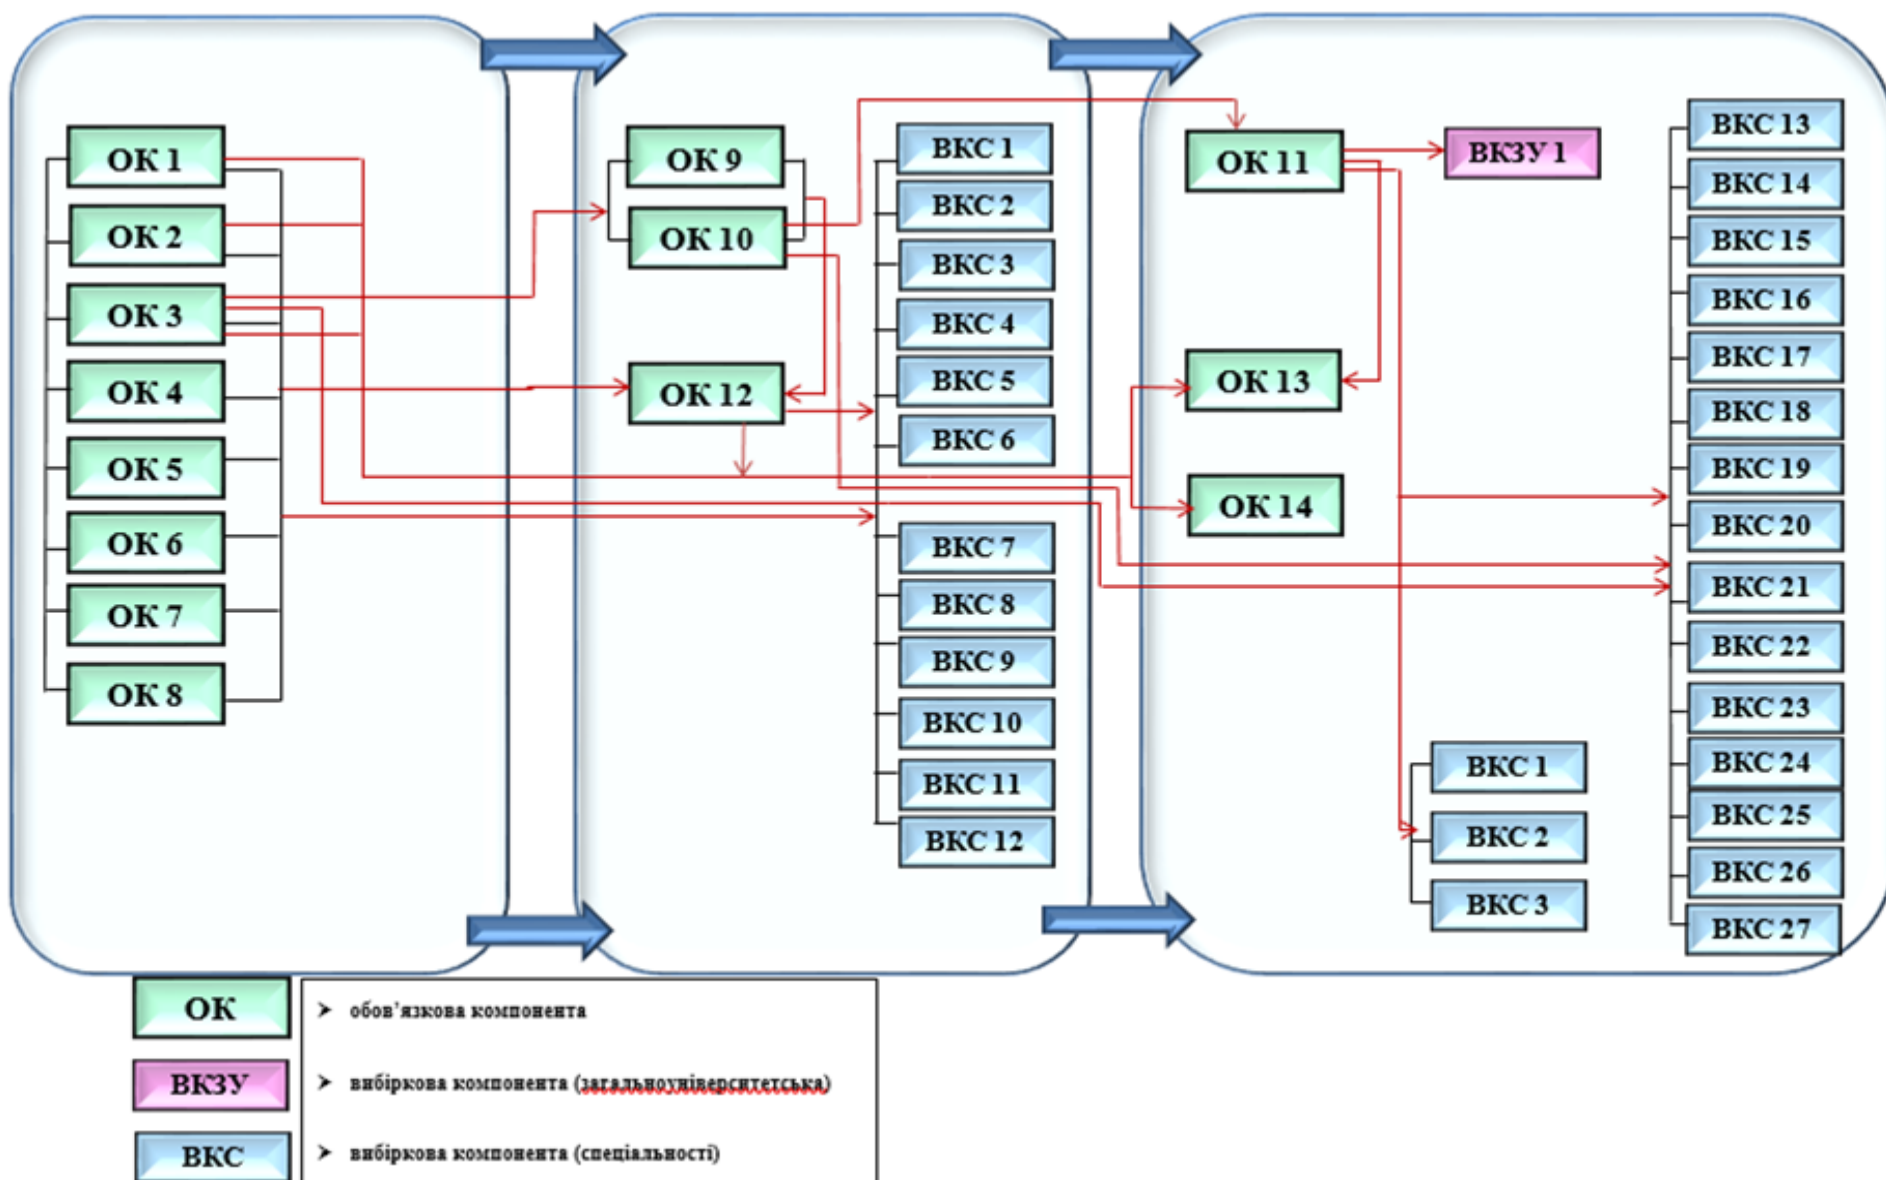 ОК 1
ОК 2
ОК 3
ОК 4
ОК 5
ОК 6
ОК 7
ОК 8
ОК 9
ОК 10
ОК 12
ВКС 1
ВКС 2
ВКС 3
ВКС 4
ВКС 5
ВКС 6
ВКС 7
ВКС 8
ВКС 9
ВКС 10
ВКС 11
ВКС 12
ОК 11
ВКЗУ 1
ОК 13
ОК 14
ВКС 1
ВКС 2
ВКС 3
ВКС 13
ВКС 14
ВКС 15
ВКС 16
ВКС 17
ВКС 18
ВКС 19
ВКС 20
ВКС 21
ВКС 22
ВКС 23
ВКС 24
ВКС 25
ВКС 26
ВКС 27
ОК ➢ обов’язкова компонента
ВКЗУ ➢ вибіркова компонента (загальноуніверситетська)
ВКС ➢ вибіркова компонента (спеціальності)